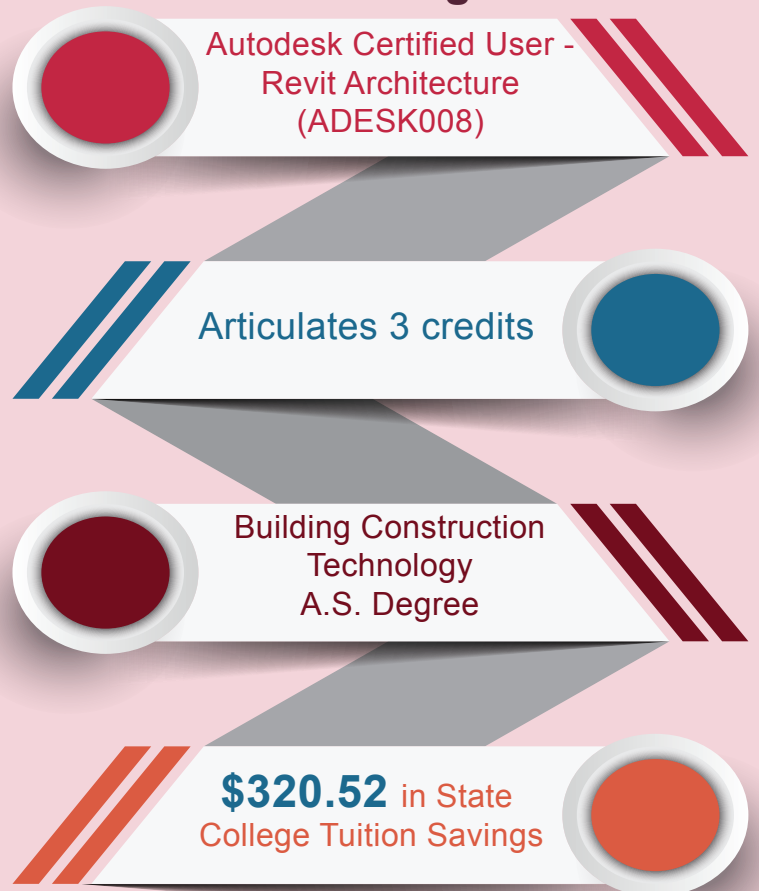 Autodesk Certified User -
Revit Architecture
(ADESK008)
Articulates 3 credits
Building Construction
Technology
A.S. Degree
$320.52 in State
College Tuition Savings